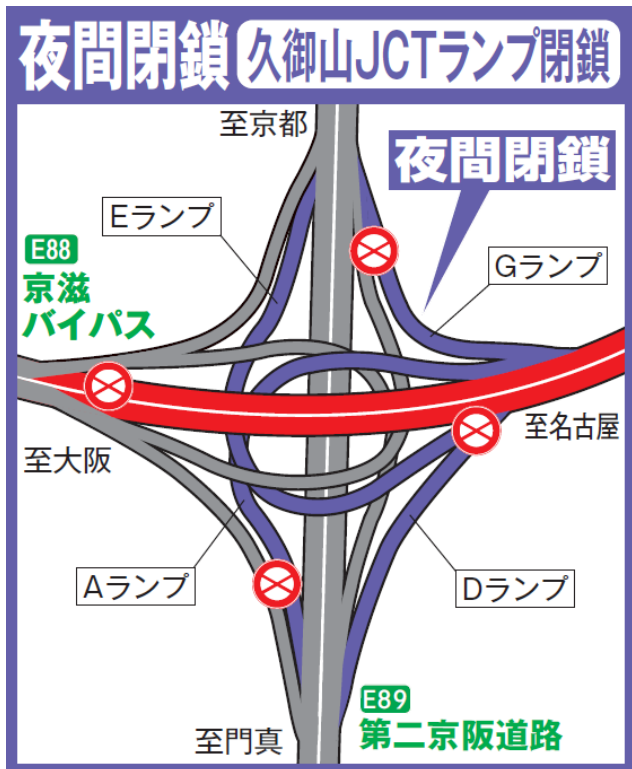 夜間閉鎖 久御山JCTランプ閉鎖
至京都
夜間閉鎖
Eランプ
E88
京滋
バイパス
Gランプ
至大阪
至名古屋
Aランプ
Dランプ
E89
第二京阪道路
至門真